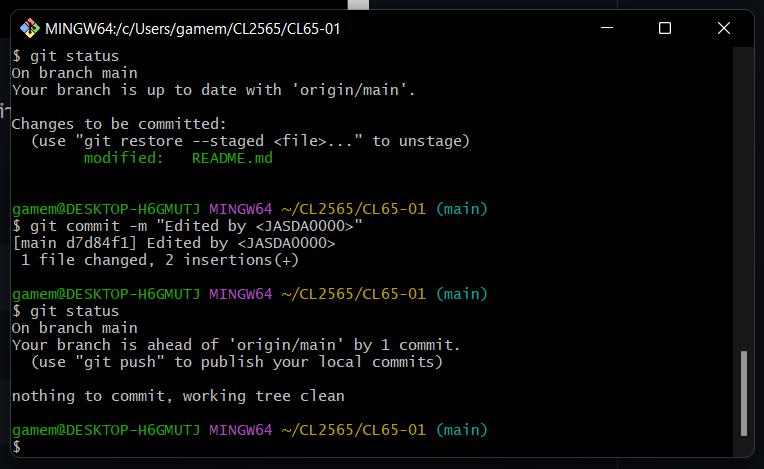 MINGW64:/c/Users/gamem/CL2565/CL65-01
$ git status
On branch main
Your branch is up to date with 'origin/main'.

Changes to be committed:
  (use "git restore --staged <file>..." to unstage)
        modified:   README.md

gamem@DESKTOP-H6GMUTJ MINGW64 ~/CL2565/CL65-01 (main)
$ git commit -m "Edited by <JASDA0000>"
[main d7d84f1] Edited by <JASDA0000>
 1 file changed, 2 insertions(+)

gamem@DESKTOP-H6GMUTJ MINGW64 ~/CL2565/CL65-01 (main)
$ git status
On branch main
Your branch is ahead of 'origin/main' by 1 commit.
  (use "git push" to publish your local commits)

nothing to commit, working tree clean

gamem@DESKTOP-H6GMUTJ MINGW64 ~/CL2565/CL65-01 (main)
$